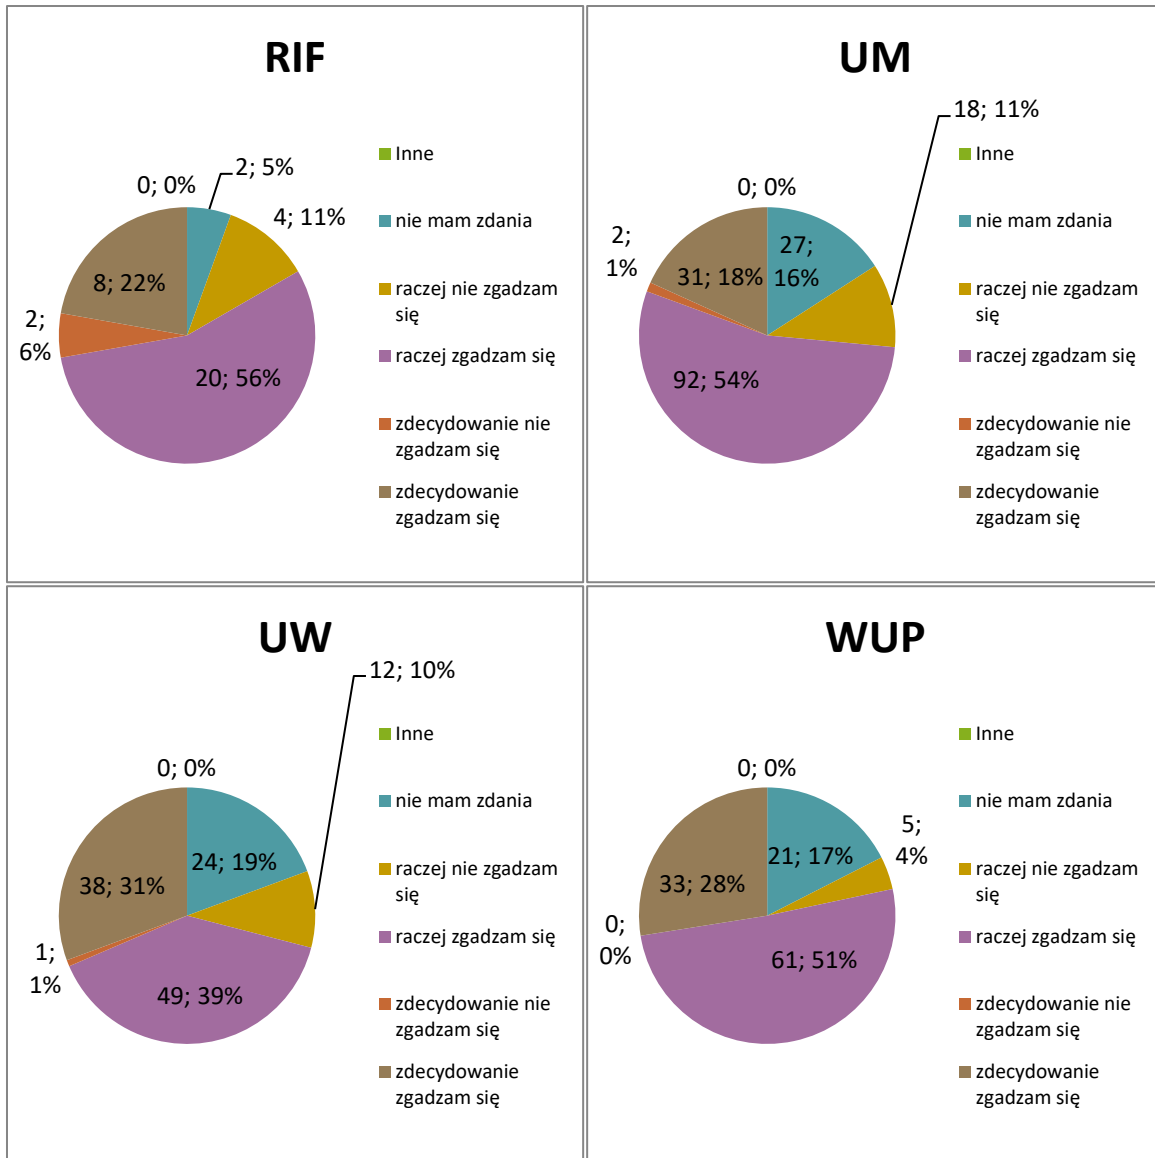 RIF
0; 0%
2; 5%
4; 11%
20; 56%
2;
6%
8; 22%
Inne
nie mam zdania
raczej nie zgadzam
się
raczej zgadzam się
zdecydowanie nie
zgadzam się
zdecydowanie
zgadzam się
UM
18; 11%
0; 0%
27;
16%
92; 54%
2;
1%
31; 18%
Inne
nie mam zdania
raczej nie zgadzam
się
raczej zgadzam się
zdecydowanie nie
zgadzam się
zdecydowanie
zgadzam się
UW
12; 10%
0; 0%
24; 19%
49; 39%
1;
1%
38; 31%
Inne
nie mam zdania
raczej nie zgadzam
się
raczej zgadzam się
zdecydowanie nie
zgadzam się
zdecydowanie
zgadzam się
WUP
0; 0%
21; 17%
5;
4%
61; 51%
0;
0%
33; 28%
Inne
nie mam zdania
raczej nie zgadzam
się
raczej zgadzam się
zdecydowanie nie
zgadzam się
zdecydowanie
zgadzam się